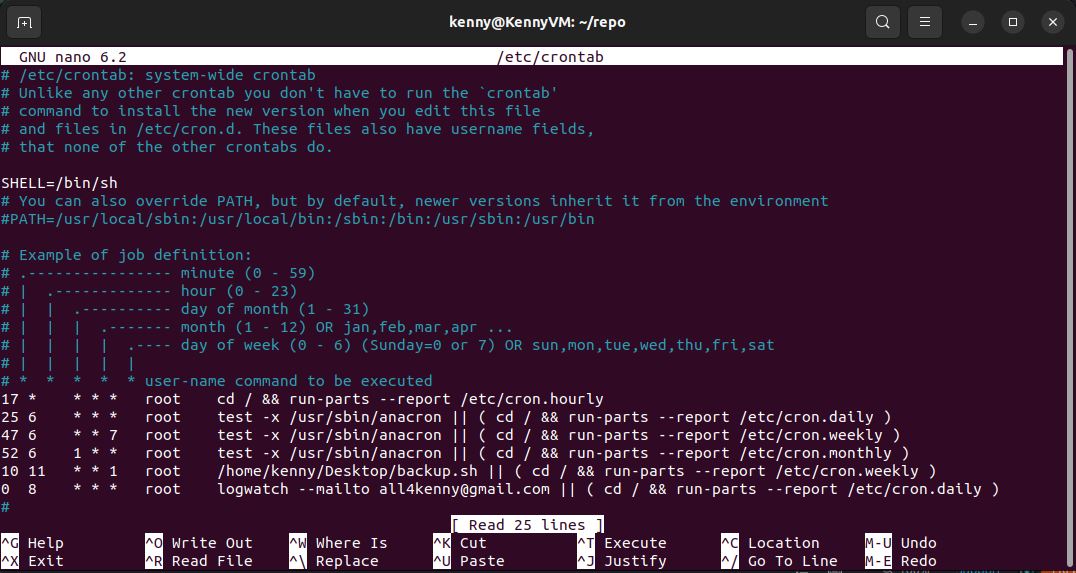 kenny@KennyVM: ~/repo
GNU nano 6.2 /etc/crontab
# /etc/crontab: system-wide crontab
# Unlike any other crontab you don't have to run the `crontab'
# command to install the new version when you edit this file
# and files in /etc/cron.d. These files also have username fields,
# that none of the other crontabs do.

SHELL=/bin/sh
# You can also override PATH, but by default, newer versions inherit it from the environment
#PATH=/usr/local/sbin:/usr/local/bin:/sbin:/bin:/usr/sbin:/usr/bin

# Example of job definition:
# .---------------- minute (0 - 59)
# |  .------------- hour (0 - 23)
# |  |  .---------- day of month (1 - 31)
# |  |  |  .------- month (1 - 12) OR jan,feb,mar,apr ...
# |  |  |  |  .---- day of week (0 - 6) (Sunday=0 or 7) OR sun,mon,tue,wed,thu,fri,sat
# |  |  |  |  |
# *  *  *  *  * user-name command to be executed
17 *    * * *   root    cd / && run-parts --report /etc/cron.hourly
25 6    * * *   root    test -x /usr/sbin/anacron || ( cd / && run-parts --report /etc/cron.daily )
47 6    * * 7   root    test -x /usr/sbin/anacron || ( cd / && run-parts --report /etc/cron.weekly )
52 6    1 * *   root    test -x /usr/sbin/anacron || ( cd / && run-parts --report /etc/cron.monthly )
10 11   * * 1   root    /home/kenny/Desktop/backup.sh || ( cd / && run-parts --report /etc/cron.weekly )
0  8    * * *   root    logwatch --mailto all4kenny@gmail.com || ( cd / && run-parts --report /etc/cron.daily )
#
[ Read 25 lines ]
^G Help ^O Write Out ^W Where Is ^K Cut ^T Execute ^C Location M-U Undo
^X Exit ^R Read File ^\ Replace ^U Paste ^J Justify ^/ Go To Line M-E Redo